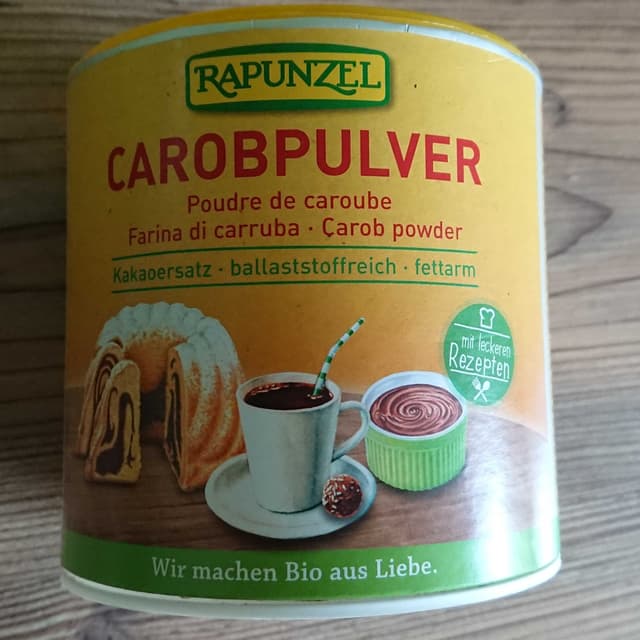 RAPUNZEL
CAROBPULVER
Poudre de caroube
Farina di carruba · Carob powder
Kakaoersatz · ballaststoffreich · fettarm
mit leckeren
Rezepten
Wir machen Bio aus Liebe.